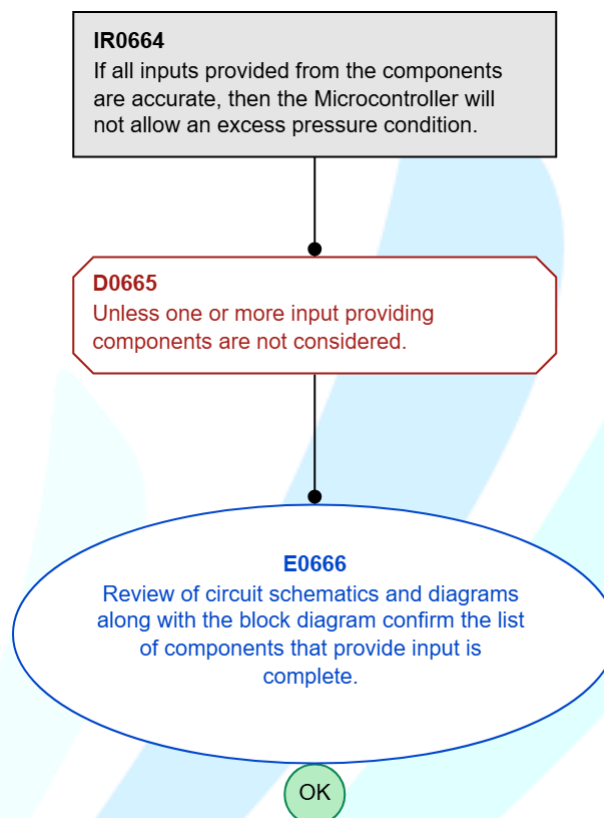 IR0664
If all inputs provided from the components
are accurate, then the Microcontroller will
not allow an excess pressure condition.
D0665
Unless one or more input providing
components are not considered.
E0666
Review of circuit schematics and diagrams
along with the block diagram confirm the list
of components that provide input is
complete.
OK